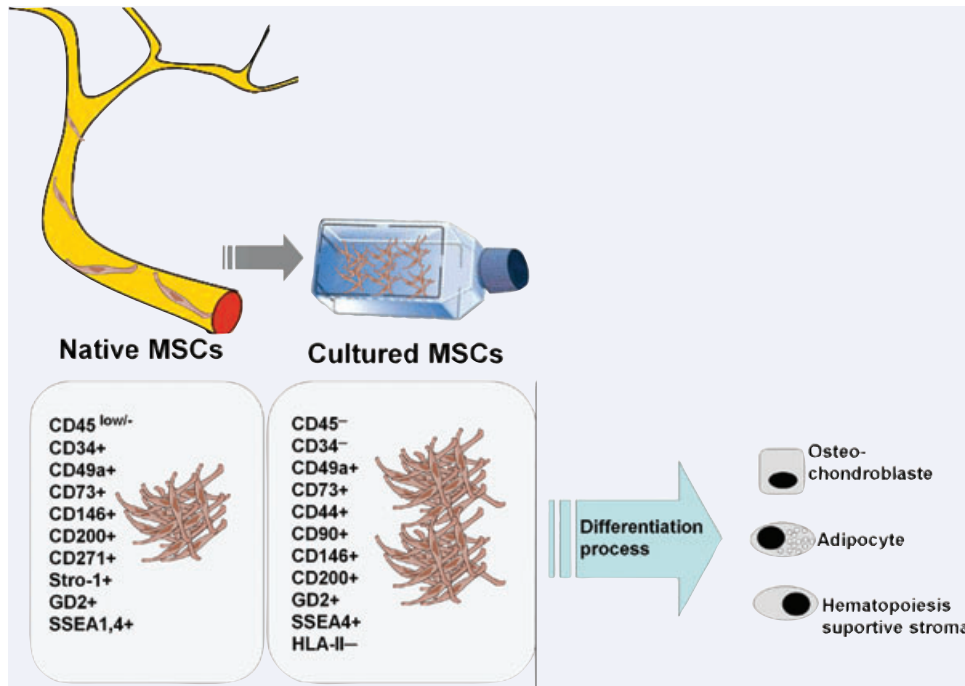 Native MSCs
Cultured MSCs
CD45 low/-
CD34+
CD49a+
CD73+
CD146+
CD200+
CD271+
Stro-1+
GD2+
SSEA1,4+
CD45–
CD34–
CD49a+
CD73+
CD44+
CD90+
CD146+
CD200+
GD2+
SSEA4+
HLA-II–
Differentiation
process
Osteo-
chondroblaste
Adipocyte
Hematopoiesis
suportive stroma